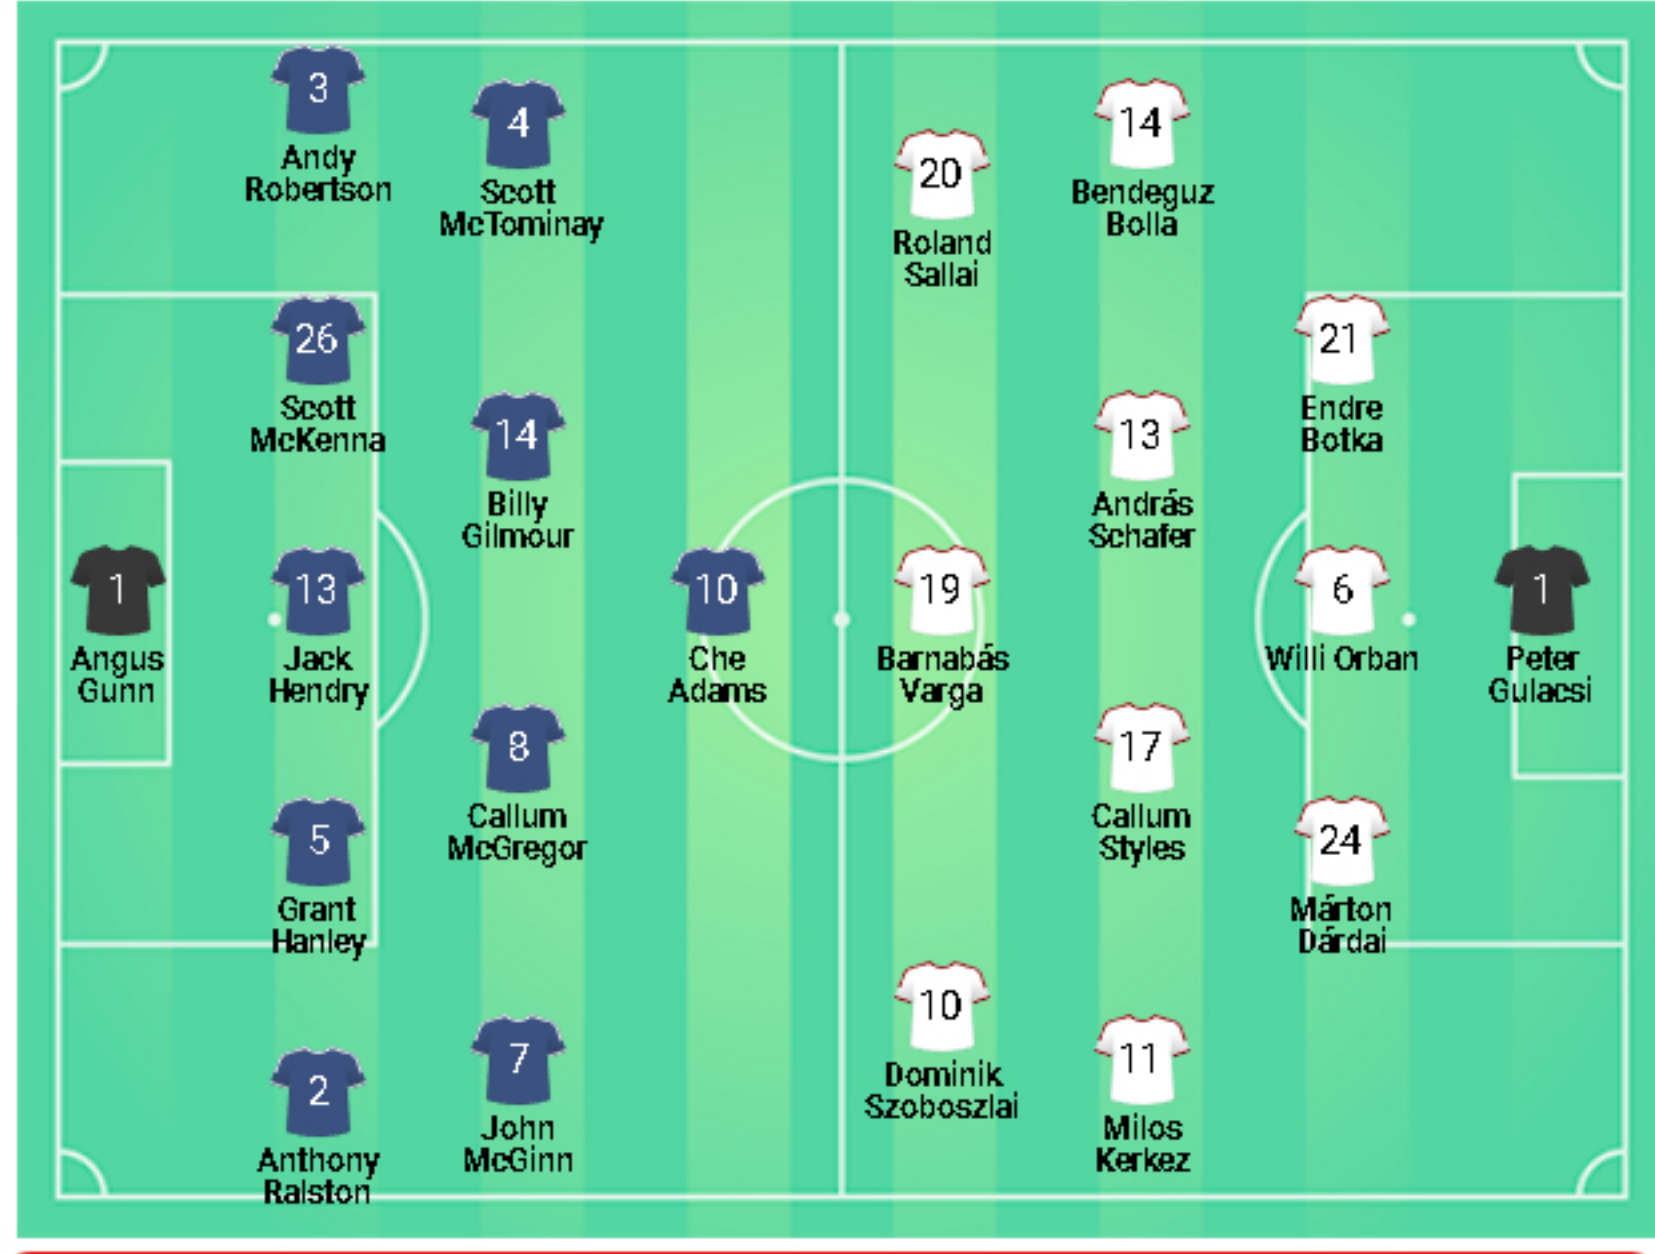 3
Andy
Robertson
4
Scott
McTominay
26
Scott
McKenna
14
Billy
Gilmour
1
Angus
Gunn
13
Jack
Hendry
10
Che
Adams
8
Callum
McGregor
5
Grant
Hanley
7
John
McGinn
2
Anthony
Ralston
20
Roland
Sallai
14
Bendeguz
Bolla
21
Endre
Botka
13
András
Schafer
19
Barnabás
Varga
6
Willi Orban
1
Peter
Gulacsi
17
Callum
Styles
24
Márton
Dárdai
10
Dominik
Szoboszlai
11
Milos
Kerkez